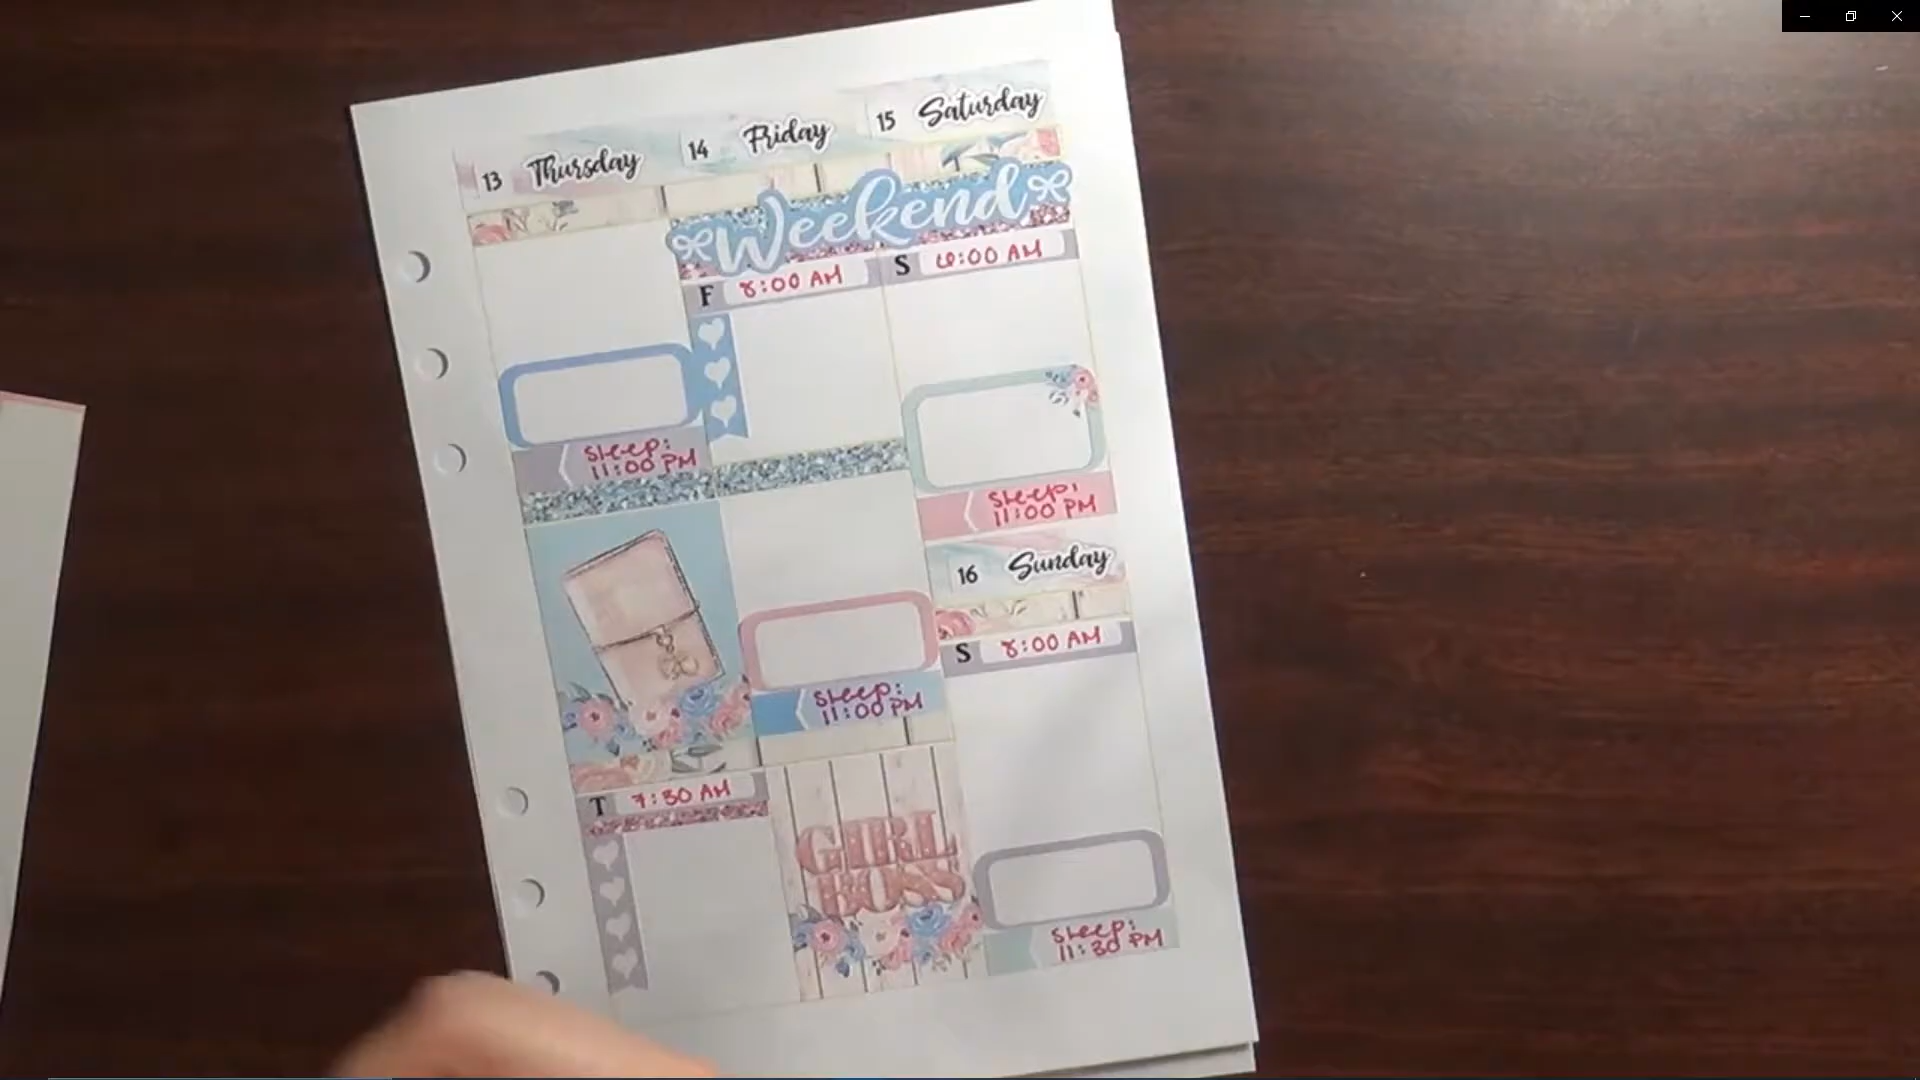 13 Thursday
14 Friday
15 Saturday
Weekend
F 8:00 AM
S 6:00 AM
Sleep:
11:00 PM
Sleep:
11:00 PM
16 Sunday
S 8:00 AM
Sleep:
11:00 PM
T 7:30 AM
GIRL
BOSS
Sleep:
11:30 PM